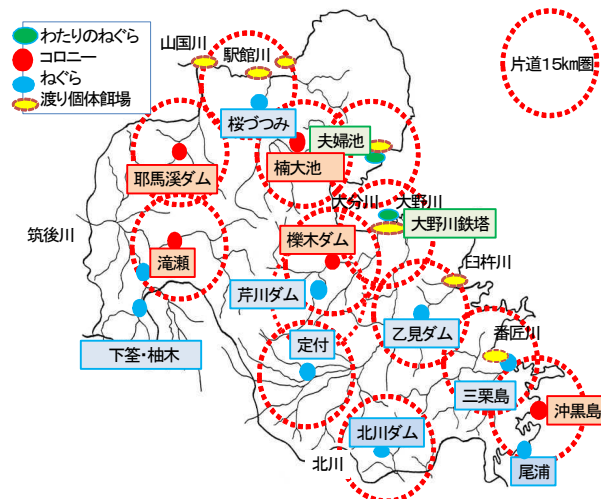 わたりのねぐら
コロニー
ねぐら
渡り個体餌場
山国川
駅館川
片道15km圏
桜づつみ
夫婦池
楠大池
耶馬溪ダム
大分川
大野川
大野川鉄塔
筑後川
滝瀬
櫟木ダム
臼杵川
芹川ダム
乙見ダム
番匠川
下筌・柚木
定付
三栗島
沖黒島
北川ダム
北川
尾浦